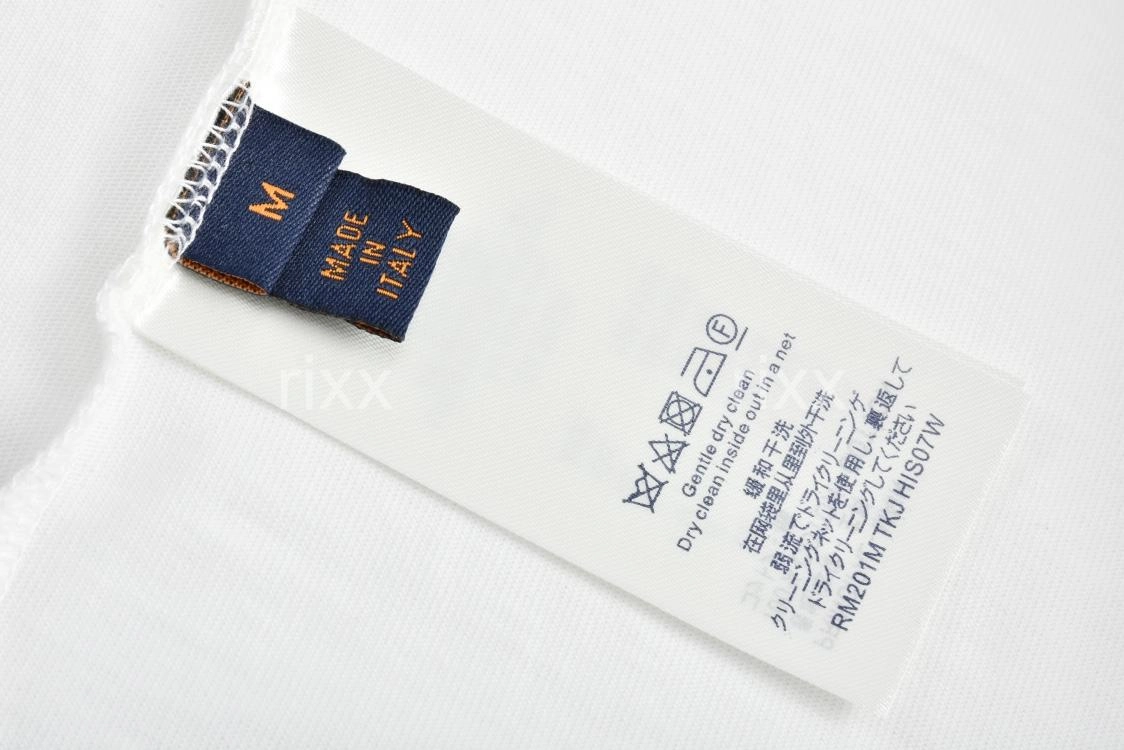 M
MADE
IN
ITALY
F
Gentle dry clean
Dry clean inside out in a net
缓和干洗
在网袋里从里到外干洗
弱流でドライクリーニング
クリーニングネットを使用し、裏返して
ドライクリーニングしてください
RM201M TKJ HIS07W
rixx
rixx